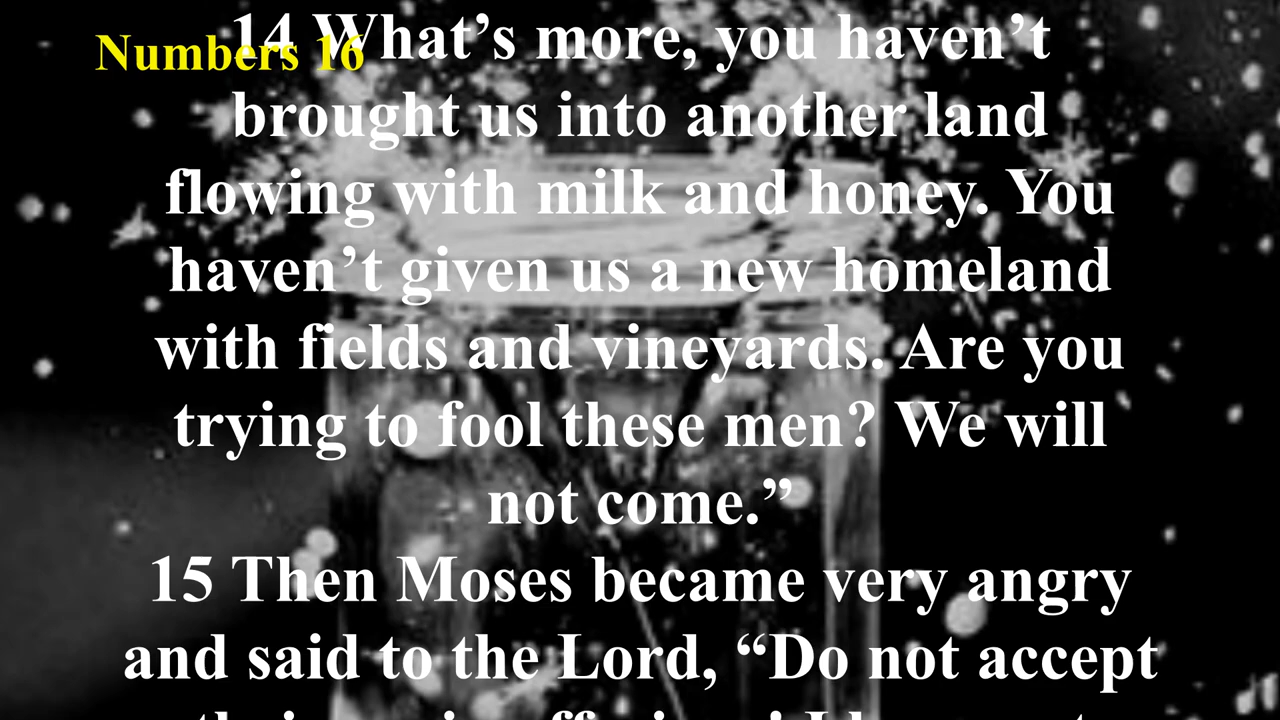 Numbers 16
14 What’s more, you haven’t
brought us into another land
flowing with milk and honey. You
haven’t given us a new homeland
with fields and vineyards. Are you
trying to fool these men? We will
not come.”
15 Then Moses became very angry
and said to the Lord, “Do not accept